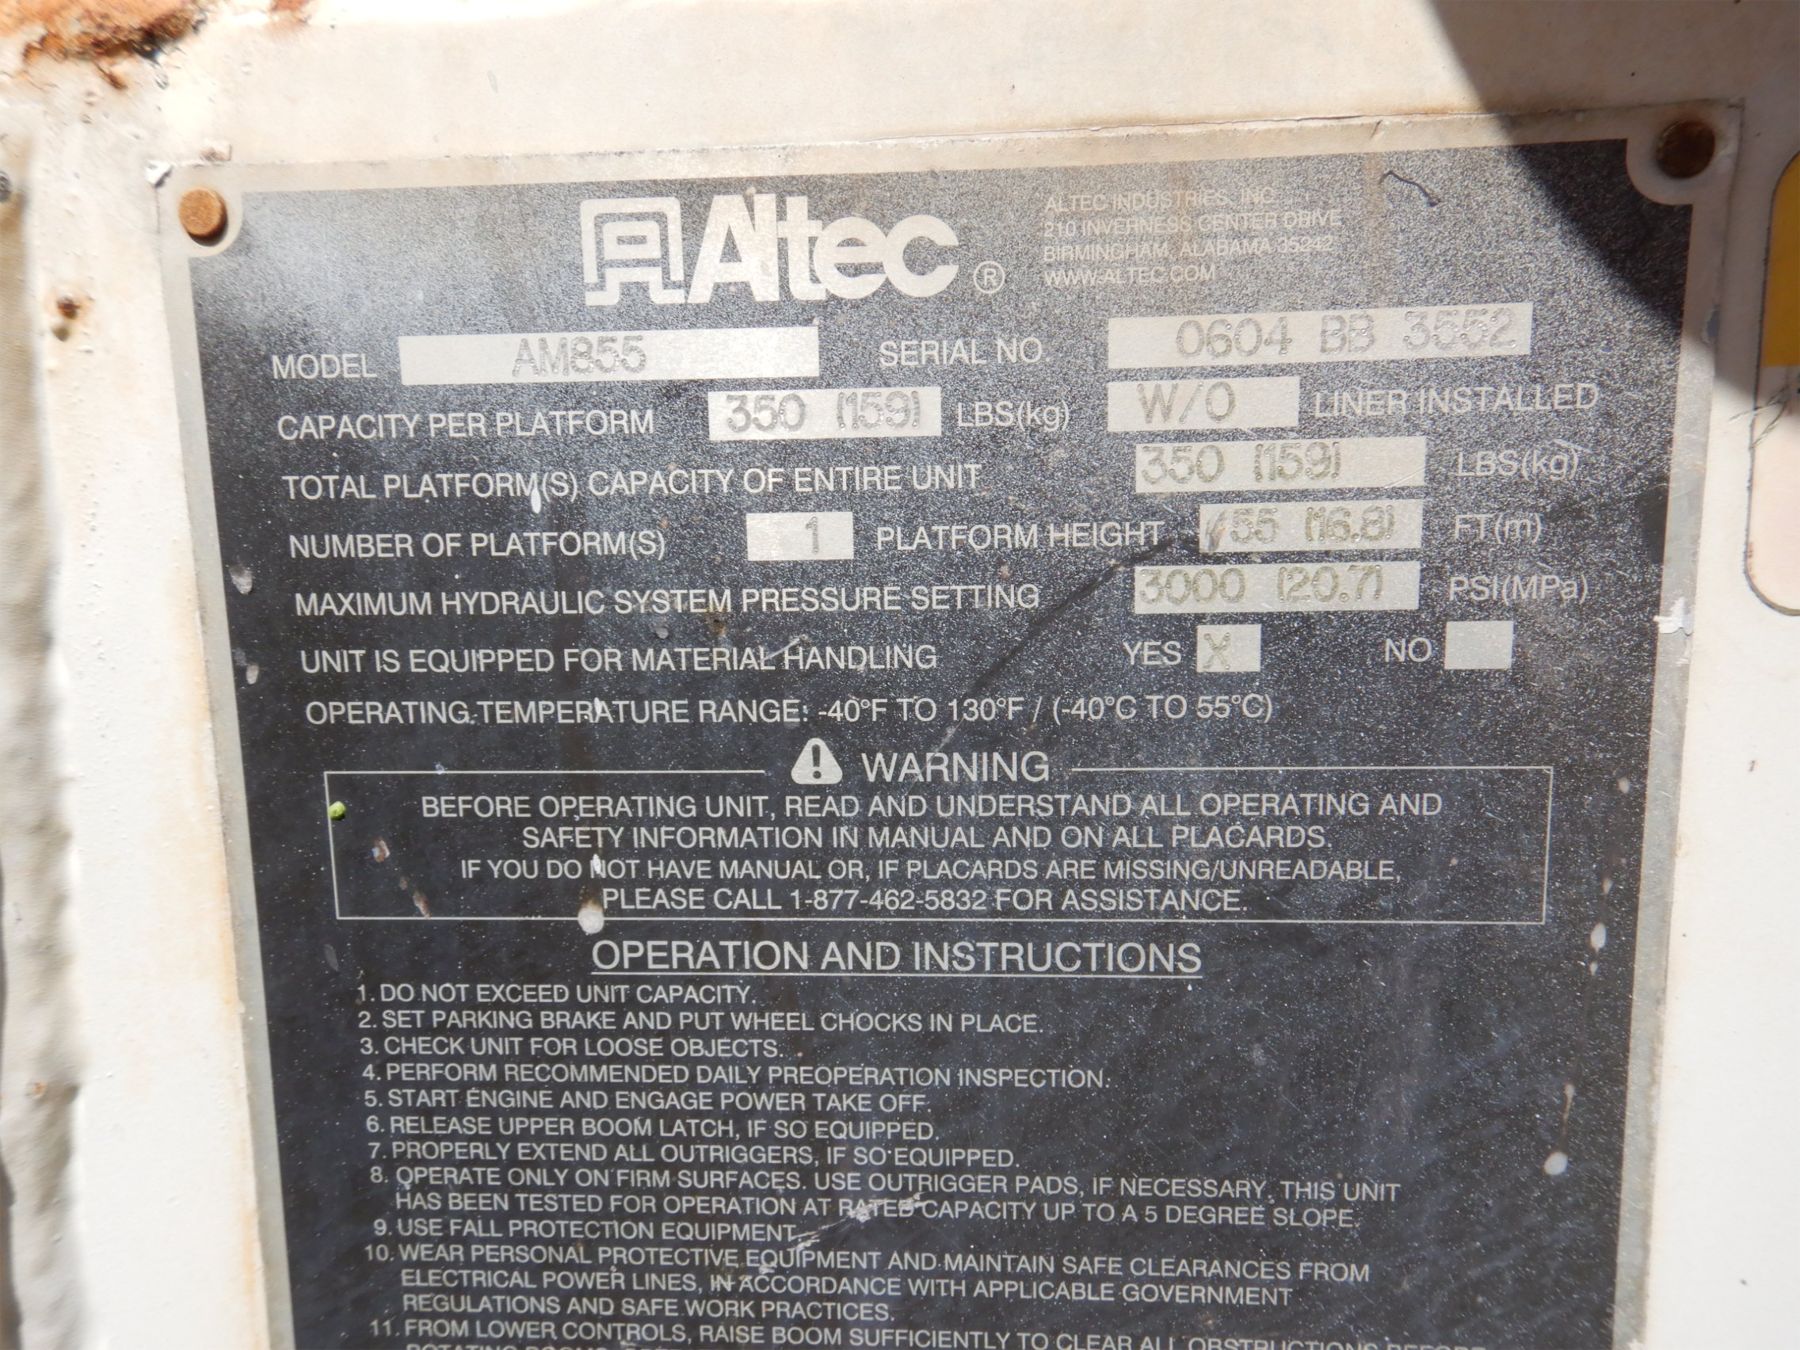 Altec ®
ALTEC INDUSTRIES, INC
210 INVERNESS CENTER DRIVE
BIRMINGHAM, ALABAMA 35242
WWW.ALTEC.COM
MODEL AM855 SERIAL NO 0604 BB 3552
CAPACITY PER PLATFORM 350 (159) LBS(kg) W/O LINER INSTALLED
TOTAL PLATFORM(S) CAPACITY OF ENTIRE UNIT 350 (159) LBS(kg)
NUMBER OF PLATFORM(S) 1 PLATFORM HEIGHT 55 (16.8) FT(m)
MAXIMUM HYDRAULIC SYSTEM PRESSURE SETTING 3000 (20.7) PSI(MPa)
UNIT IS EQUIPPED FOR MATERIAL HANDLING YES X NO
OPERATING TEMPERATURE RANGE: -40°F TO 130°F / (-40°C TO 55°C)
WARNING
BEFORE OPERATING UNIT, READ AND UNDERSTAND ALL OPERATING AND
SAFETY INFORMATION IN MANUAL AND ON ALL PLACARDS.
IF YOU DO NOT HAVE MANUAL OR, IF PLACARDS ARE MISSING/UNREADABLE,
PLEASE CALL 1-877-462-5832 FOR ASSISTANCE.
OPERATION AND INSTRUCTIONS
1. DO NOT EXCEED UNIT CAPACITY.
2. SET PARKING BRAKE AND PUT WHEEL CHOCKS IN PLACE.
3. CHECK UNIT FOR LOOSE OBJECTS.
4. PERFORM RECOMMENDED DAILY PREOPERATION INSPECTION.
5. START ENGINE AND ENGAGE POWER TAKE OFF.
6. RELEASE UPPER BOOM LATCH, IF SO EQUIPPED.
7. PROPERLY EXTEND ALL OUTRIGGERS, IF SO EQUIPPED.
8. OPERATE ONLY ON FIRM SURFACES. USE OUTRIGGER PADS, IF NECESSARY. THIS UNIT
HAS BEEN TESTED FOR OPERATION AT RATED CAPACITY UP TO A 5 DEGREE SLOPE.
9. USE FALL PROTECTION EQUIPMENT.
10. WEAR PERSONAL PROTECTIVE EQUIPMENT AND MAINTAIN SAFE CLEARANCES FROM
ELECTRICAL POWER LINES, IN ACCORDANCE WITH APPLICABLE GOVERNMENT
REGULATIONS AND SAFE WORK PRACTICES.
11. FROM LOWER CONTROLS, RAISE BOOM SUFFICIENTLY TO CLEAR ALL OBSTRUCTIONS BEFORE